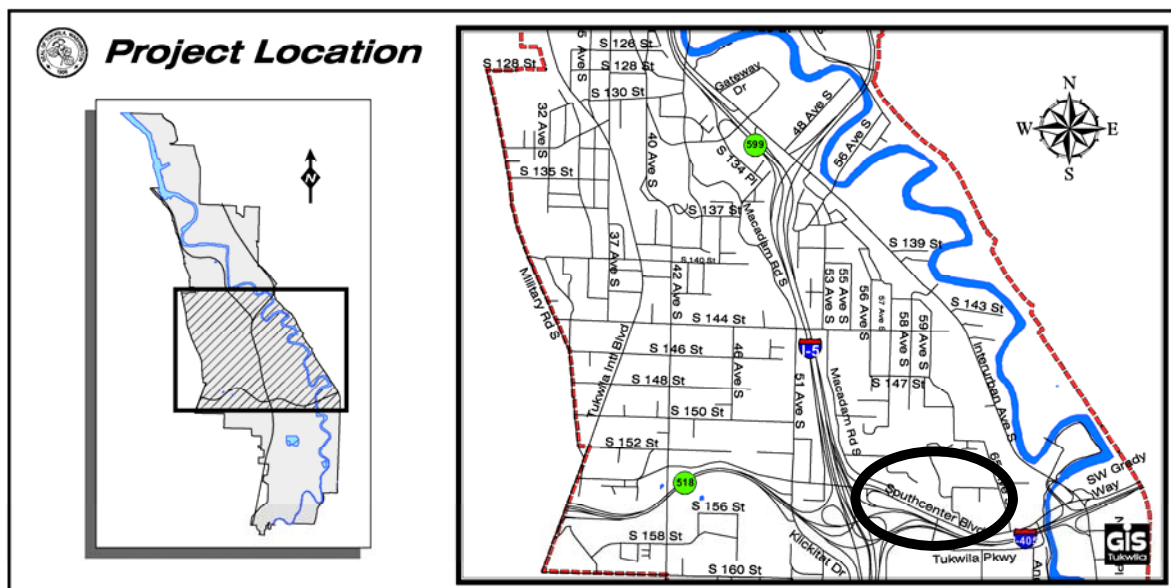 Project Location
SEAL OF TUKWILA, WASHINGTON
1908
N
N
W
E
S
S 126 St
S 128 St
S 128 St
S 130 St
Gateway Dr
32 Ave S
40 Ave S
48 Ave S
56 Ave S
599
S 134 Pl
S 135 St
S 137 St
Macadam Rd S
37 Ave S
S 139 St
S 140 St
Military Rd S
42 Ave S
55 Ave S
53 Ave S
56 Ave S
57 Ave S
58 Ave S
59 Ave S
S 143 St
S 144 St
Tukwila Intl Blvd
I-5
Interurban Ave S
S 146 St
46 Ave S
S 147 St
S 148 St
51 Ave S
Macadam Rd S
S 150 St
S 152 St
SW Grady Way
518
Southcenter Blvd
S 156 St
S 158 St
Klickitat Dr
I-405
Tukwila Pkwy
S 160 St
GIS
Tukwila